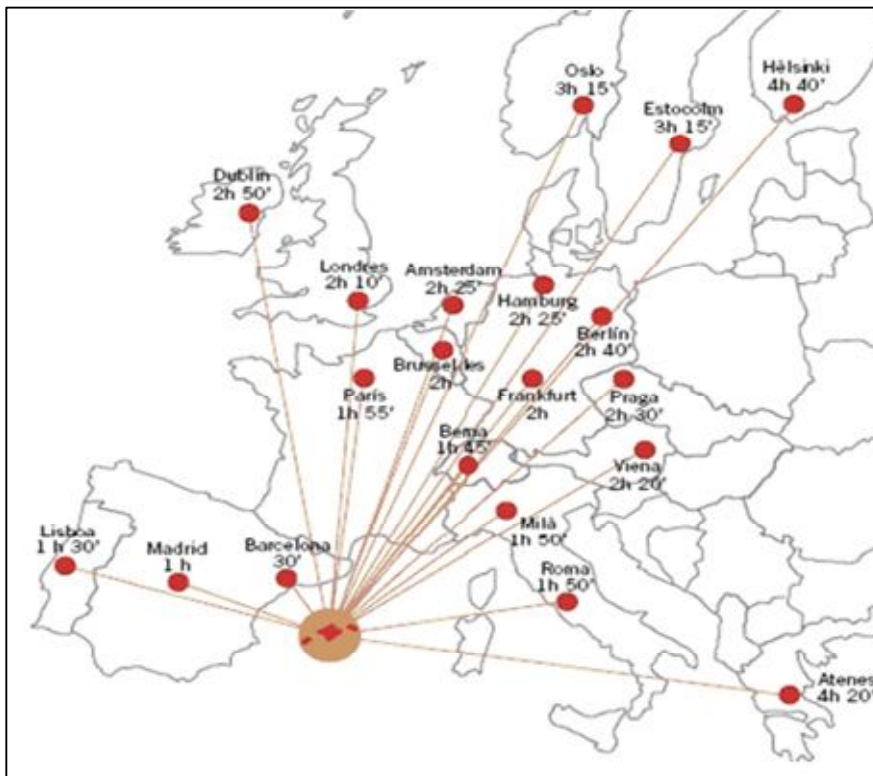 Oslo
3h 15'
Hèlsinki
4h 40'
Estocolm
3h 15'
Dublín
2h 50'
Londres
2h 10'
Amsterdam
2h 25'
Hamburg
2h 25'
Berlín
2h 40'
Brussel·les
2h
París
1h 55'
Frankfurt
2h
Praga
2h 30'
Berna
1h 45'
Viena
2h 20'
Milà
1h 50'
Lisboa
1 h 30'
Madrid
1 h
Barcelona
30'
Roma
1h 50'
Atenes
4h 20'